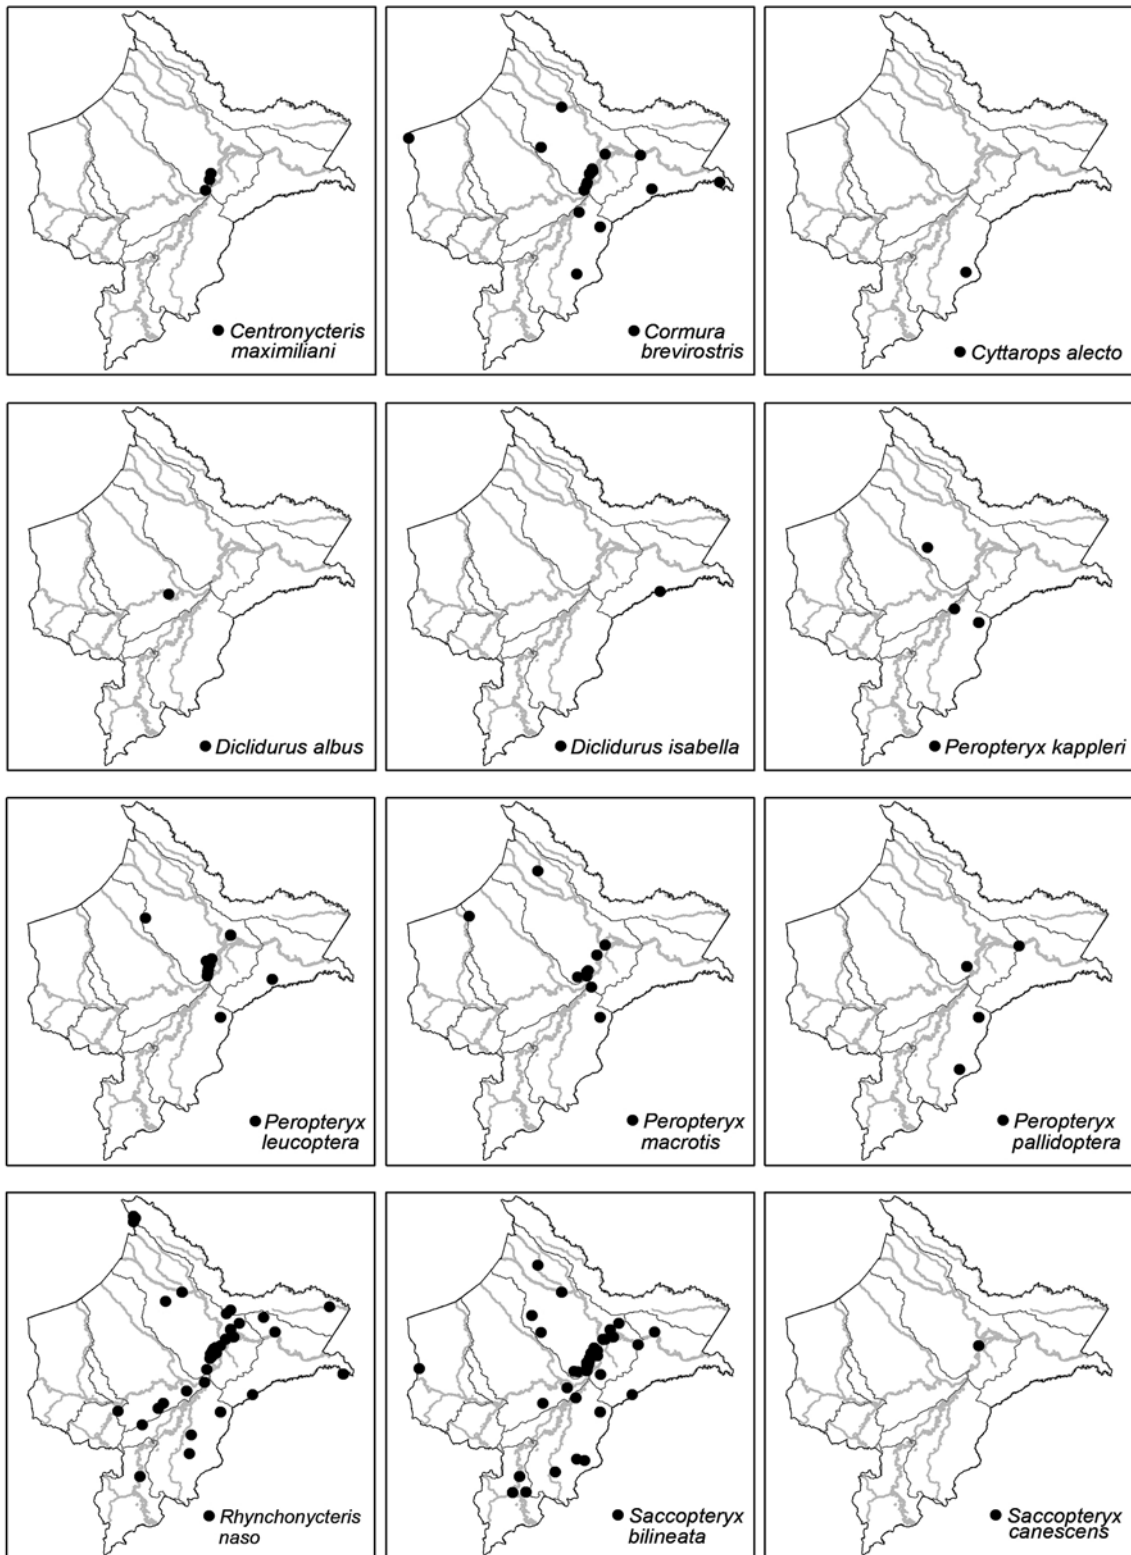 Centronycteris
maximiliani
Cormura
brevirostris
Cyttarops alecto
Diclidurus albus
Diclidurus isabella
Peropteryx kappleri
Peropteryx
leucoptera
Peropteryx
macrotis
Peropteryx
pallidoptera
Rhynchonycteris
naso
Saccopteryx
bilineata
Saccopteryx
canescens